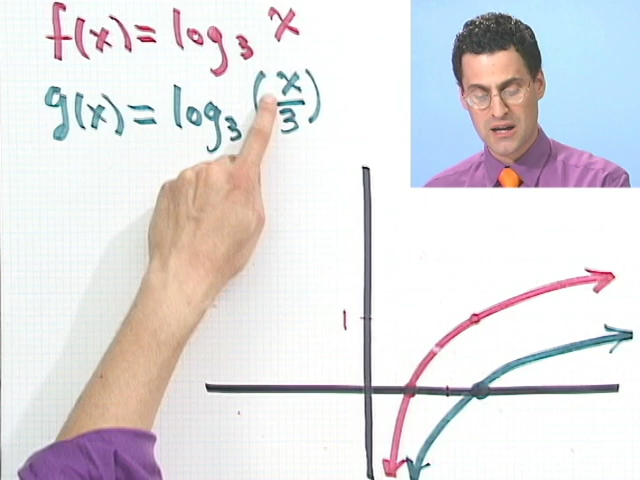 f(x) = log₃ x
g(x) = log₃ (x/3)
1